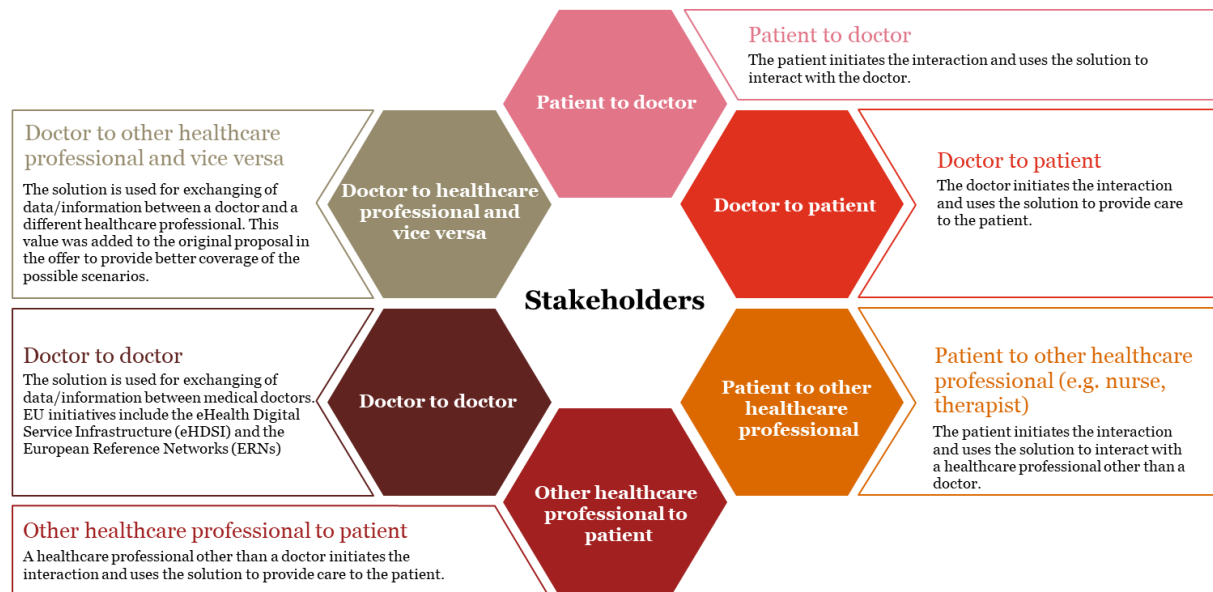 Patient to doctor
The patient initiates the interaction and uses the solution to
interact with the doctor.
Patient to doctor
Doctor to other healthcare
professional and vice versa
The solution is used for exchanging of
data/information between a doctor and a
different healthcare professional. This
value was added to the original proposal in
the offer to provide better coverage of the
possible scenarios.
Doctor to healthcare
professional and
vice versa
Doctor to patient
Doctor to patient
The doctor initiates the interaction
and uses the solution to provide care
to the patient.
Stakeholders
Doctor to doctor
The solution is used for exchanging of
data/information between medical doctors.
EU initiatives include the eHealth Digital
Service Infrastructure (eHDSI) and the
European Reference Networks (ERNs)
Doctor to doctor
Patient to other
healthcare
professional
Patient to other healthcare
professional (e.g. nurse,
therapist)
The patient initiates the interaction
and uses the solution to interact with
a healthcare professional other than a
doctor.
Other healthcare
professional to
patient
Other healthcare professional to patient
A healthcare professional other than a doctor initiates the
interaction and uses the solution to provide care to the patient.